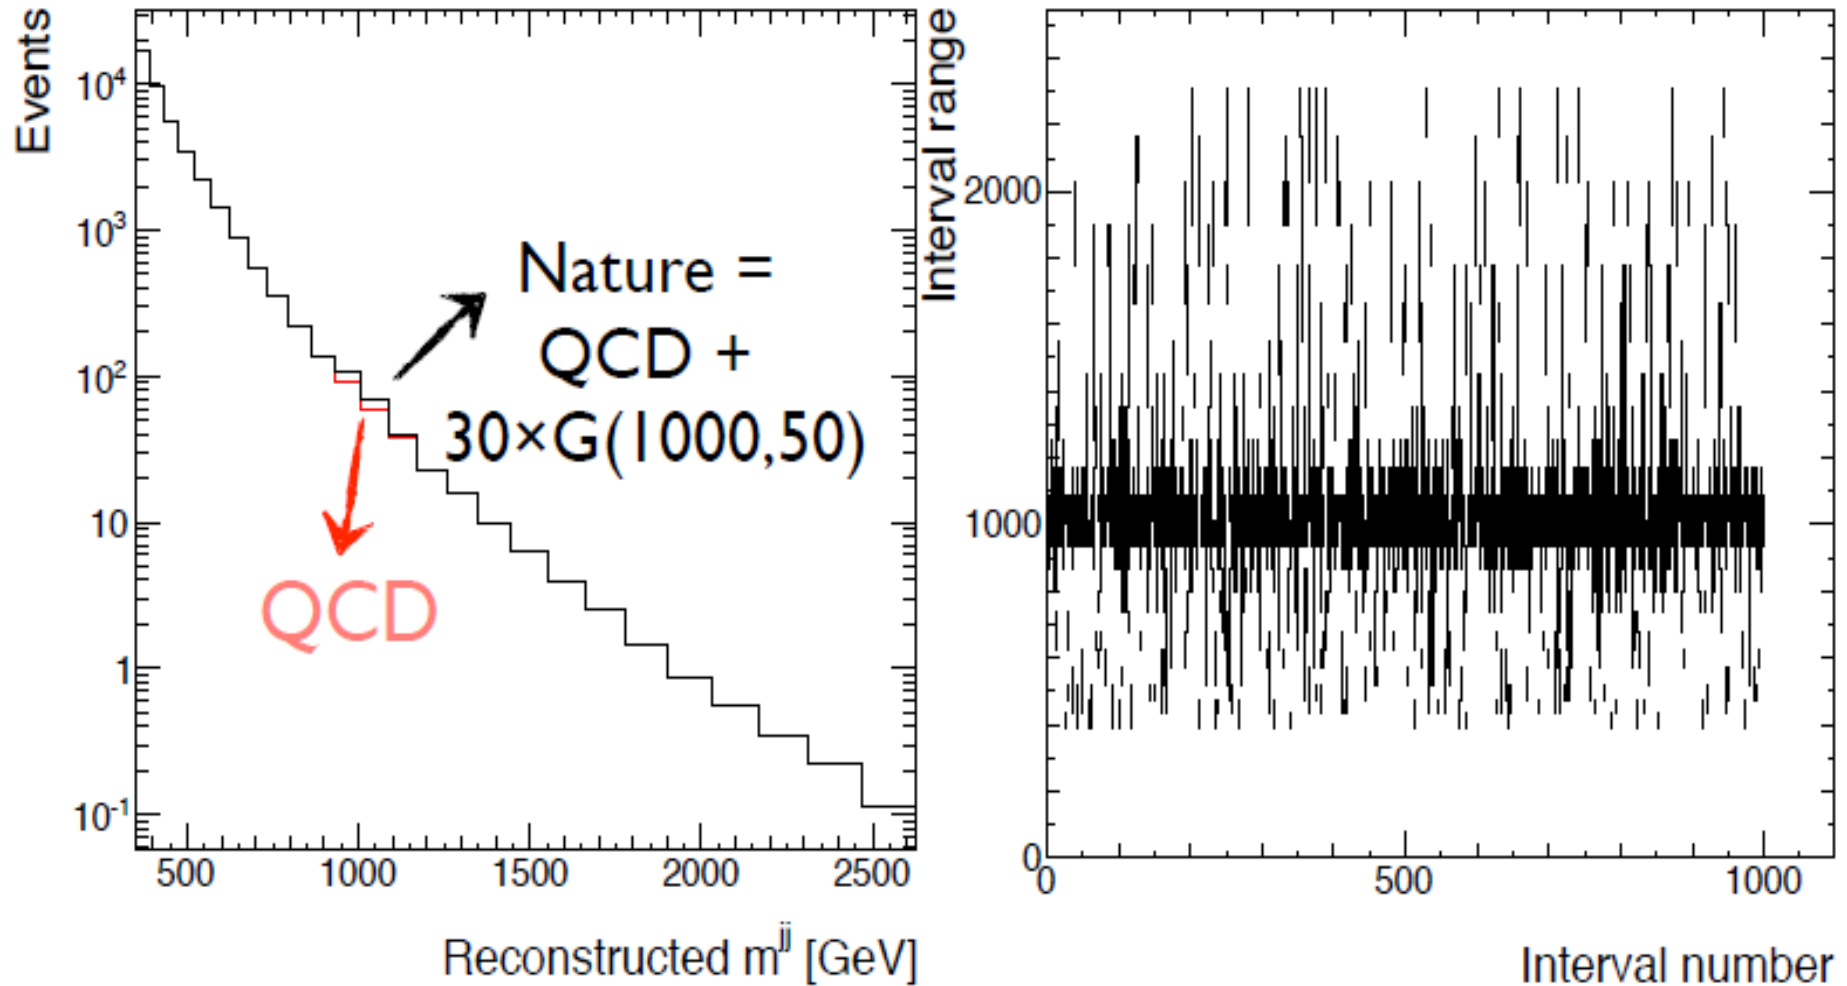 Events
10⁴
10³
10²
10
1
10⁻¹
500
1000
1500
2000
2500
Reconstructed mʲʲ [GeV]
Nature =
QCD +
30×G(1000,50)
QCD
Interval range
2000
1000
0
0
500
1000
Interval number